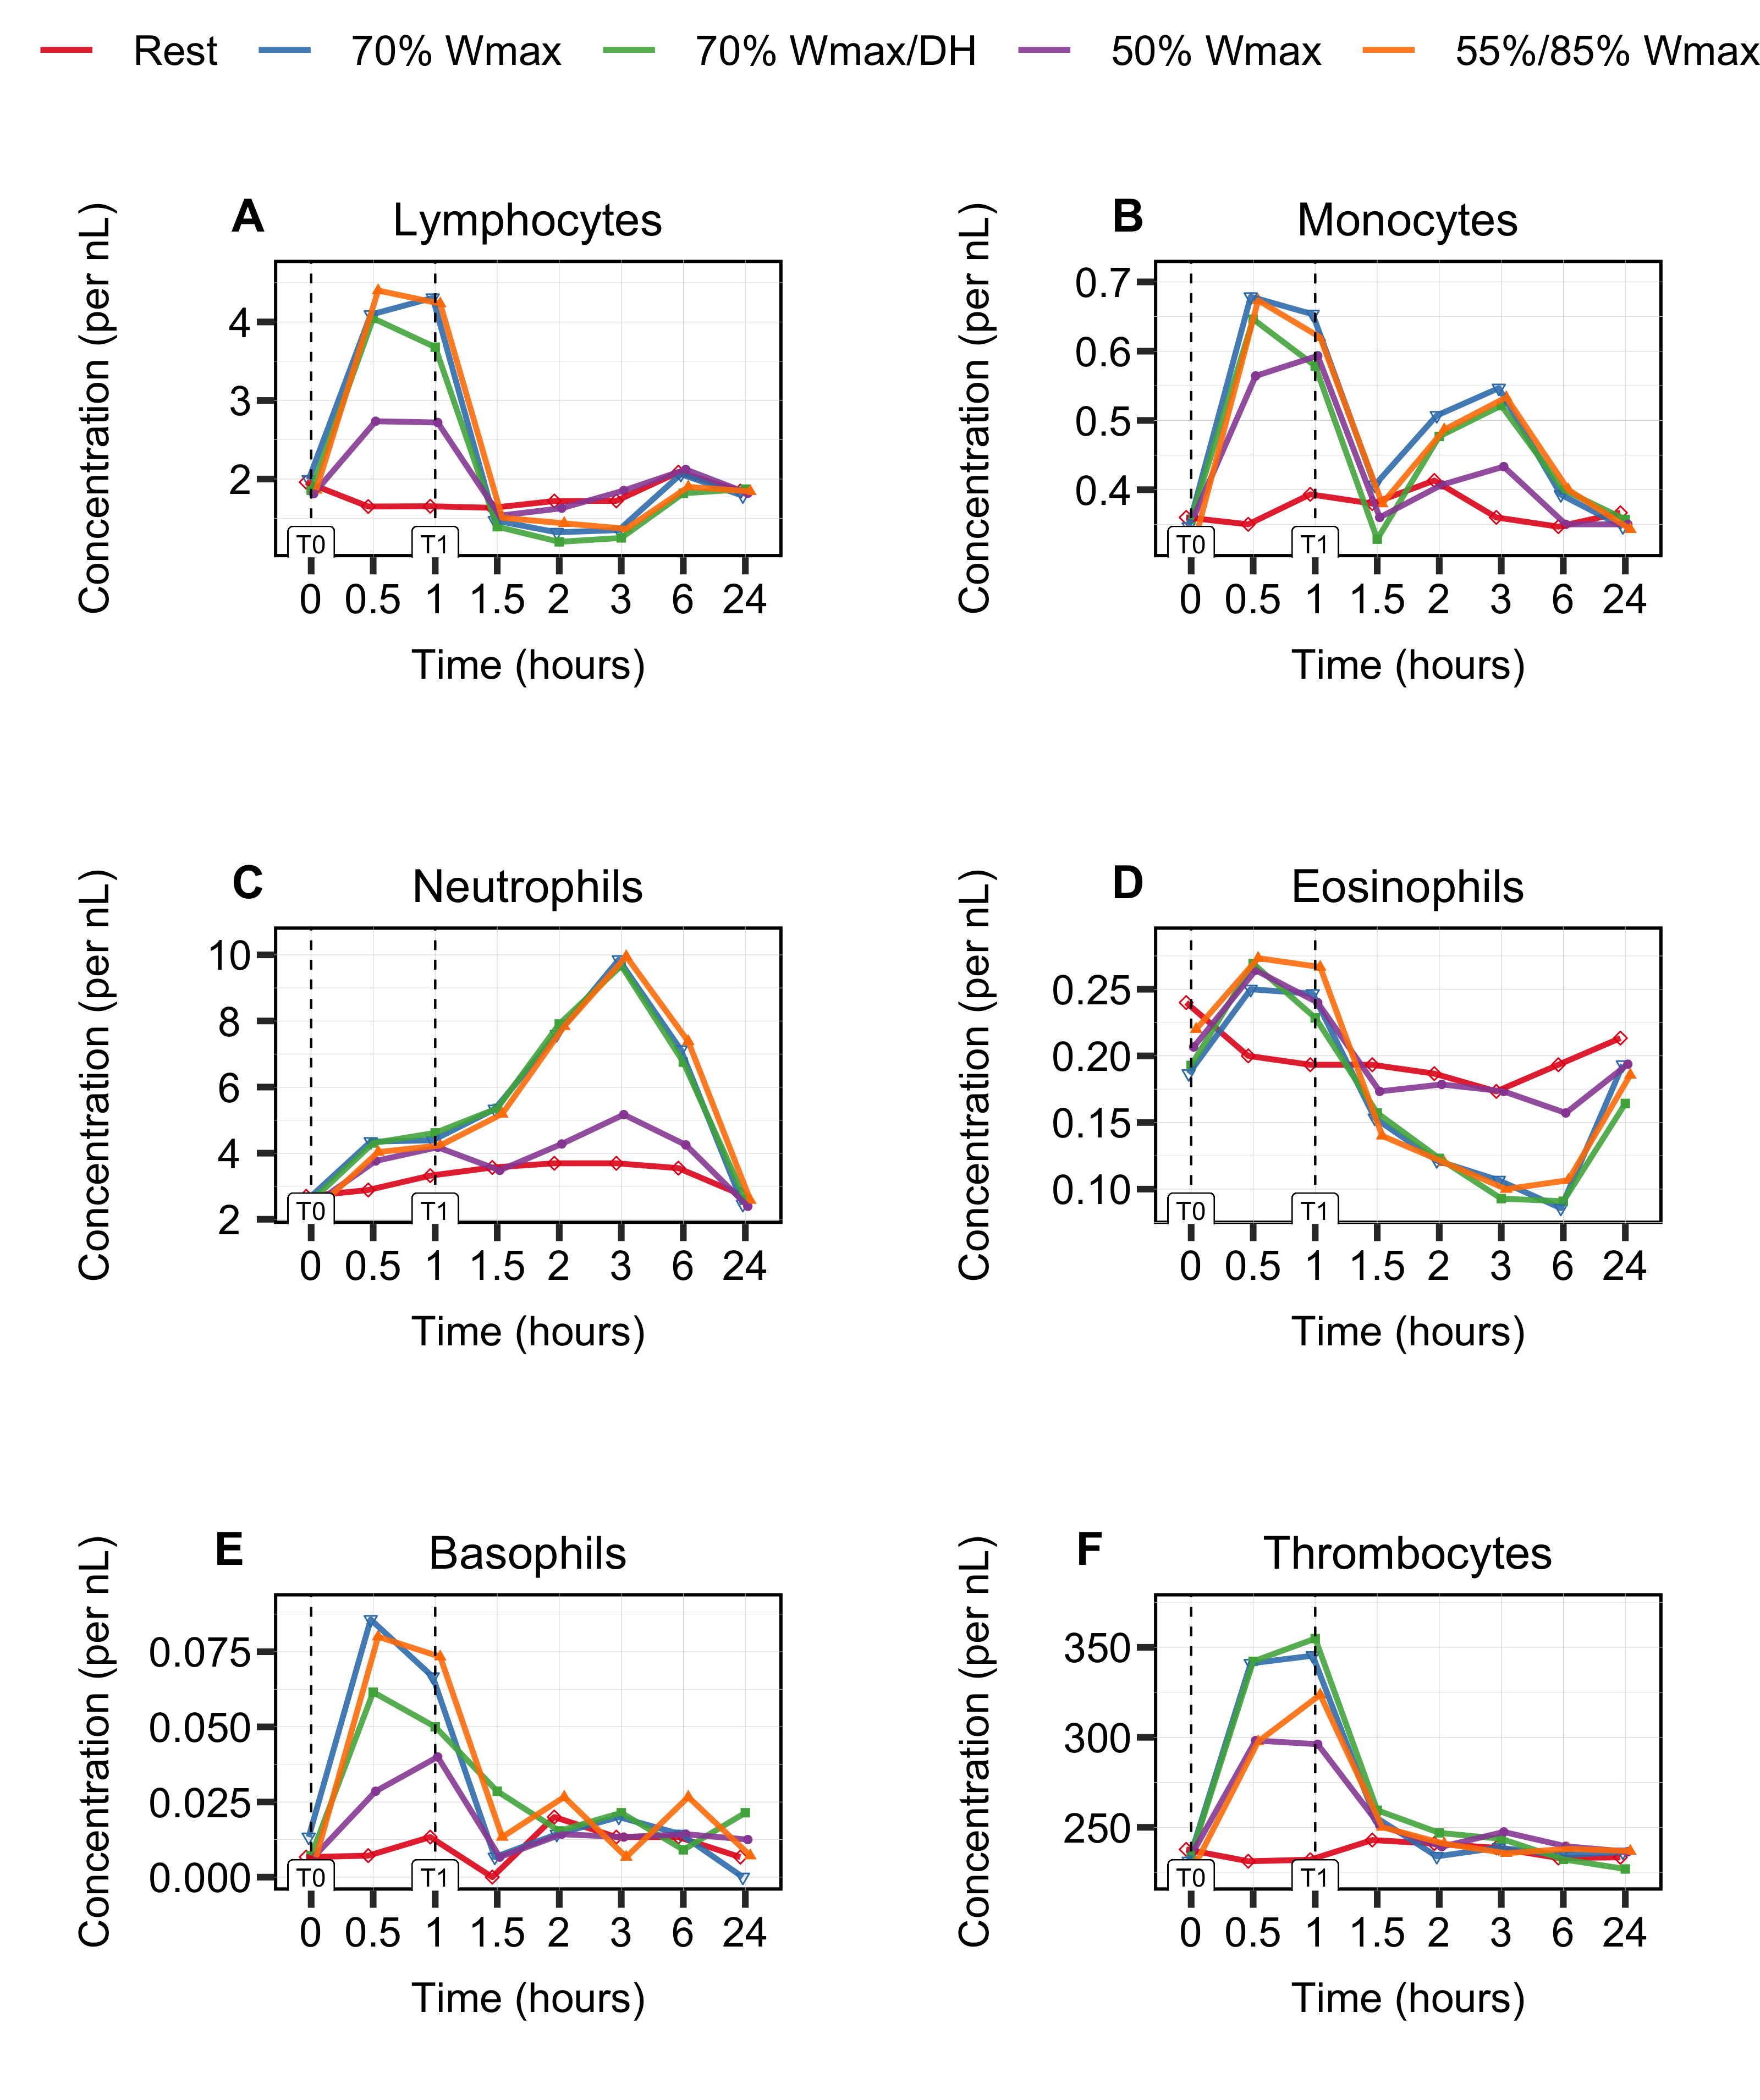 Rest 70% Wmax 70% Wmax/DH 50% Wmax 55%/85% Wmax
A Lymphocytes
Concentration (per nL)
4
3
2
T0 T1
0 0.5 1 1.5 2 3 6 24
Time (hours)
B Monocytes
Concentration (per nL)
0.7
0.6
0.5
0.4
T0 T1
0 0.5 1 1.5 2 3 6 24
Time (hours)
C Neutrophils
Concentration (per nL)
10
8
6
4
2
T0 T1
0 0.5 1 1.5 2 3 6 24
Time (hours)
D Eosinophils
Concentration (per nL)
0.25
0.20
0.15
0.10
T0 T1
0 0.5 1 1.5 2 3 6 24
Time (hours)
E Basophils
Concentration (per nL)
0.075
0.050
0.025
0.000
T0 T1
0 0.5 1 1.5 2 3 6 24
Time (hours)
F Thrombocytes
Concentration (per nL)
350
300
250
T0 T1
0 0.5 1 1.5 2 3 6 24
Time (hours)